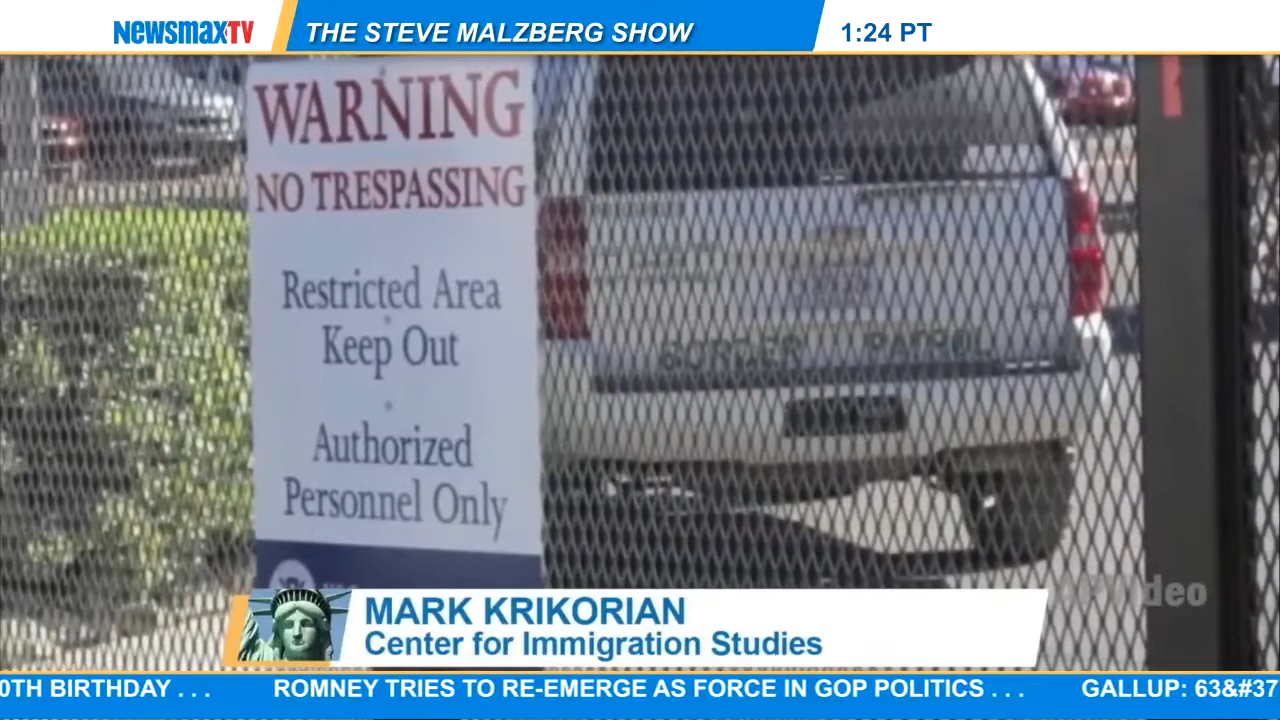 NEWSMAXTV
THE STEVE MALZBERG SHOW
1:24 PT
WARNING
NO TRESPASSING
Restricted Area
Keep Out
Authorized
Personnel Only
BORDER PATROL
MARK KRIKORIAN
Center for Immigration Studies
0TH BIRTHDAY . . . ROMNEY TRIES TO RE-EMERGE AS FORCE IN GOP POLITICS . . . GALLUP: 63&#37